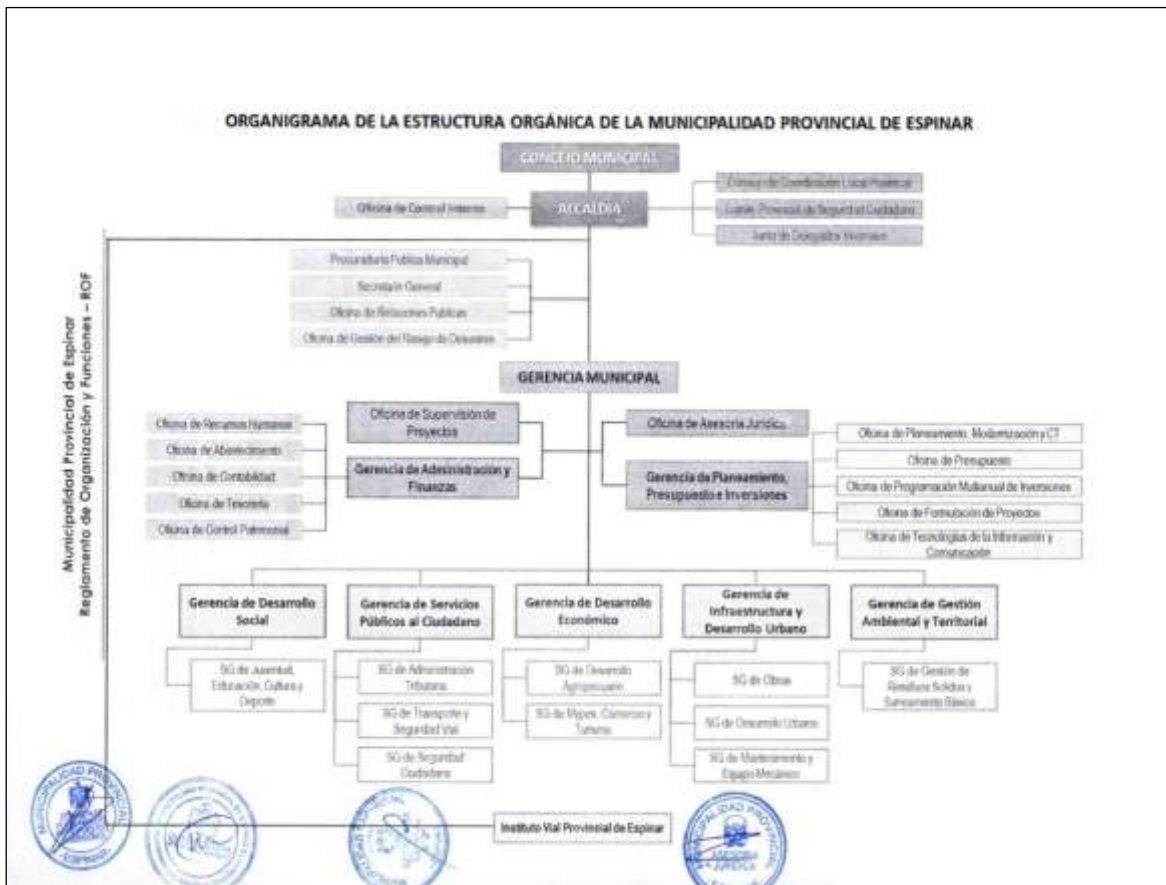 ORGANIGRAMA DE LA ESTRUCTURA ORGÁNICA DE LA MUNICIPALIDAD PROVINCIAL DE ESPINAR
CONCEJO MUNICIPAL
Oficina de Control Interno
ALCALDÍA
Consejo de Coordinación Local Provincial
Comité Provincial de Seguridad Ciudadana
Junta de Delegados Vecinales
Procuraduría Pública Municipal
Secretaría General
Oficina de Relaciones Públicas
Oficina de Gestión del Riesgo de Desastres
Municipalidad Provincial de Espinar
Reglamento de Organización y Funciones – ROF
GERENCIA MUNICIPAL
Oficina de Supervisión de
Proyectos
Gerencia de Administración y
Finanzas
Oficina de Recursos Humanos
Oficina de Abastecimiento
Oficina de Contabilidad
Oficina de Tesorería
Oficina de Control Patrimonial
Oficina de Asesoría Jurídica
Gerencia de Planeamiento,
Presupuesto e Inversiones
Oficina de Planeamiento, Modernización y CT
Oficina de Presupuesto
Oficina de Programación Multianual de Inversiones
Oficina de Formulación de Proyectos
Oficina de Tecnologías de la Información y
Comunicación
Gerencia de Desarrollo
Social
SG de Juventud,
Educación, Cultura y
Deporte
Gerencia de Servicios
Públicos al Ciudadano
SG de Administración
Tributaria
SG de Transporte y
Seguridad Vial
SG de Seguridad
Ciudadana
Gerencia de Desarrollo
Económico
SG de Desarrollo
Agropecuario
SG de Mypes, Comercio y
Turismo
Gerencia de
Infraestructura y
Desarrollo Urbano
SG de Obras
SG de Desarrollo Urbano
SG de Mantenimiento y
Equipo Mecánico
Gerencia de Gestión
Ambiental y Territorial
SG de Gestión de
Residuos Sólidos y
Saneamiento Básico
Instituto Vial Provincial de Espinar
MUNICIPALIDAD PROVINCIAL
ESPINAR
ASESORIA
JURIDICA